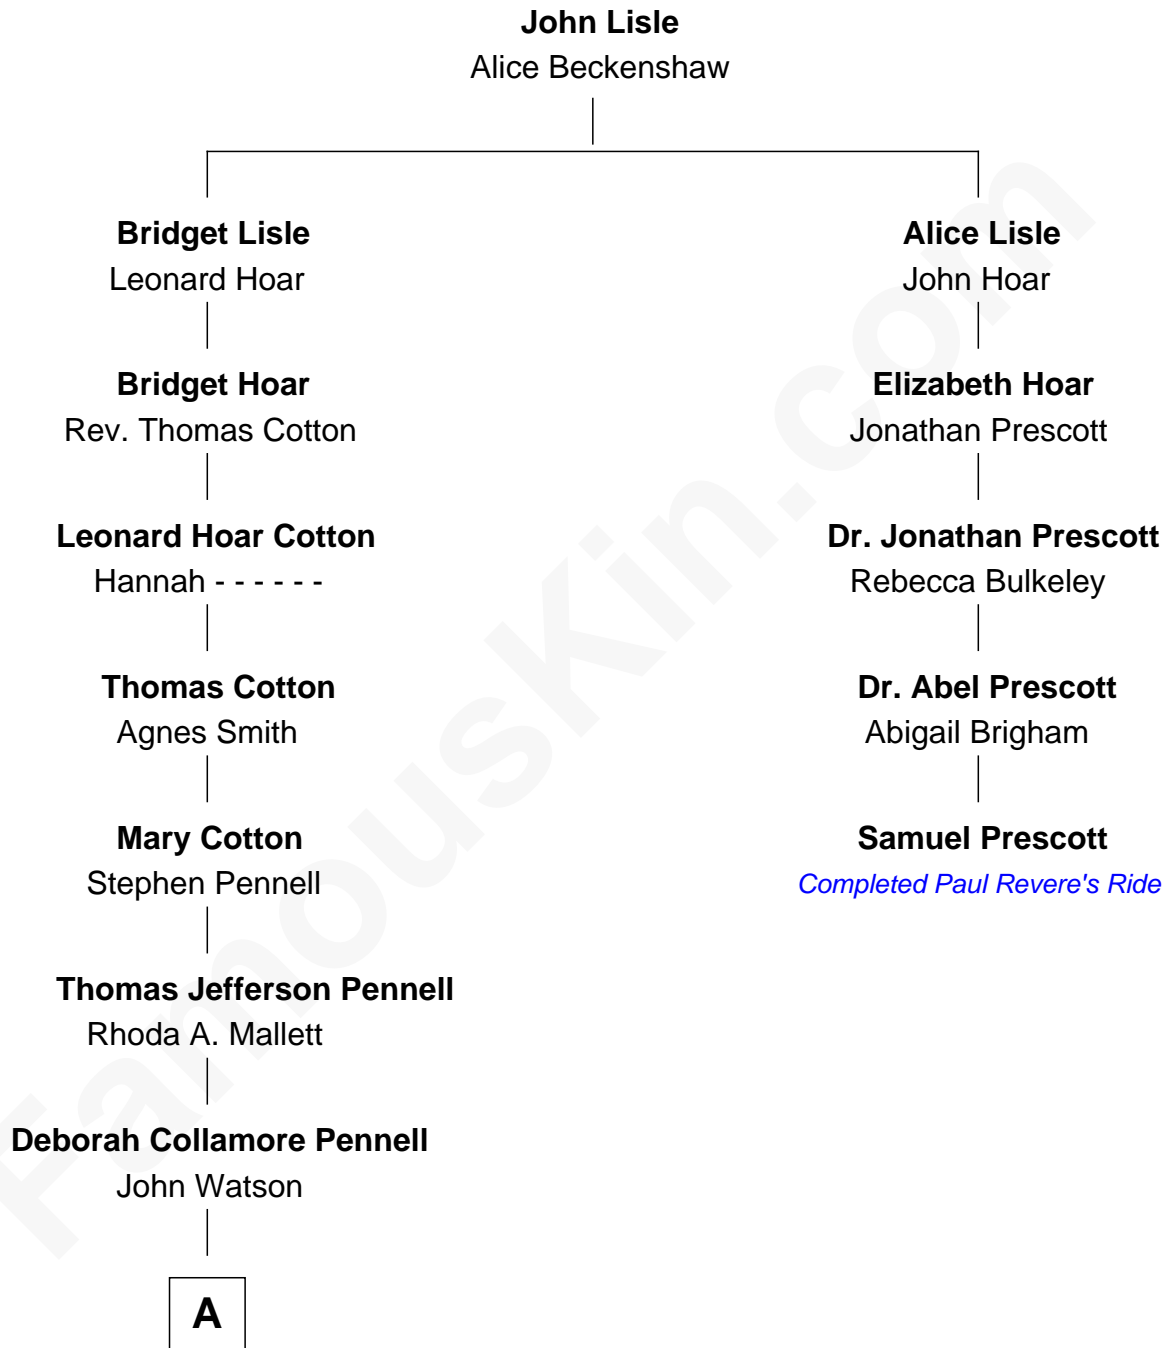 John Lisle
Alice Beckenshaw
Bridget Lisle
Leonard Hoar
Alice Lisle
John Hoar
Bridget Hoar
Rev. Thomas Cotton
Elizabeth Hoar
Jonathan Prescott
Leonard Hoar Cotton
Hannah - - - - - -
Dr. Jonathan Prescott
Rebecca Bulkeley
Thomas Cotton
Agnes Smith
Dr. Abel Prescott
Abigail Brigham
Mary Cotton
Stephen Pennell
Samuel Prescott
Completed Paul Revere's Ride
Thomas Jefferson Pennell
Rhoda A. Mallett
Deborah Collamore Pennell
John Watson
A
FamousKin.com